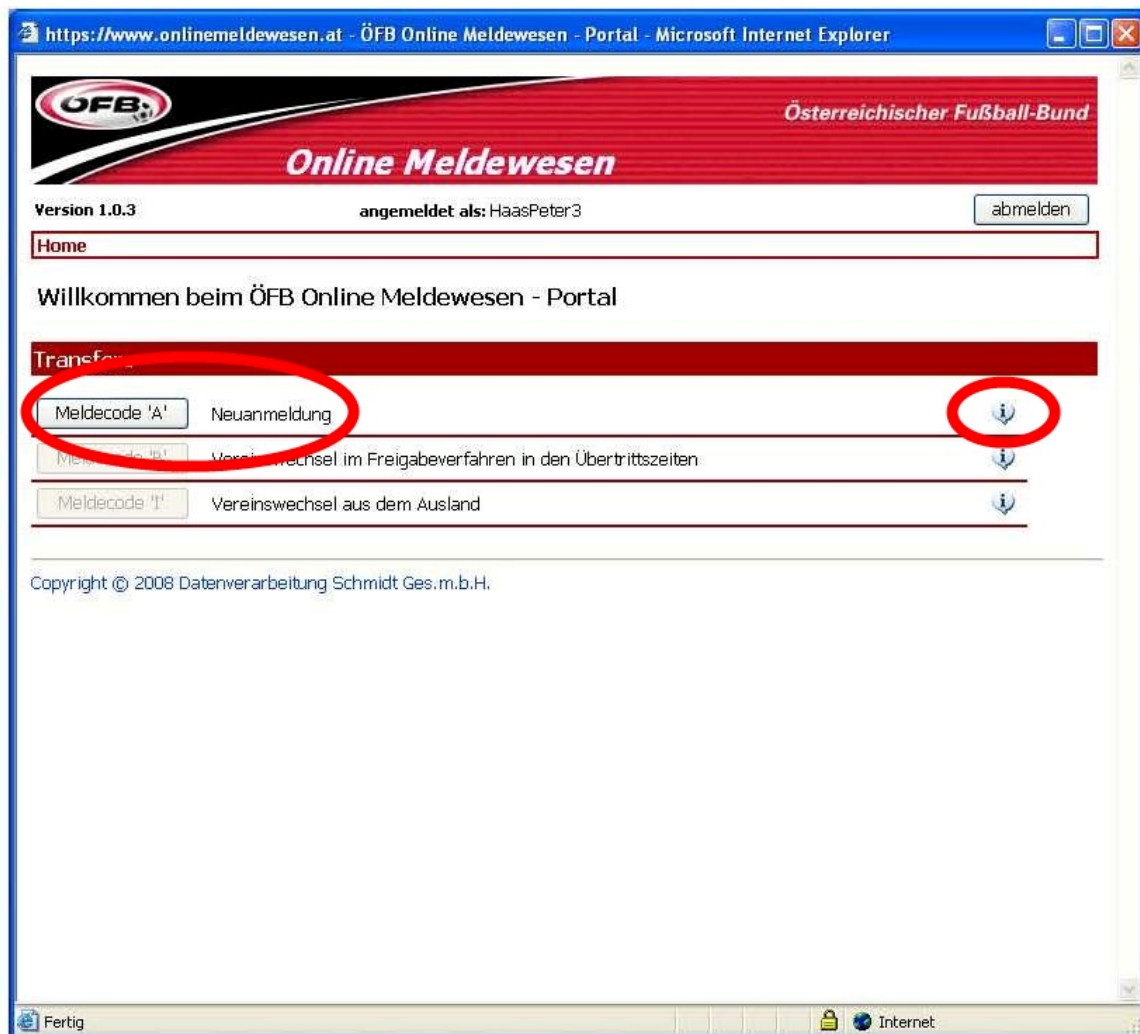 https://www.onlinemeldewesen.at - ÖFB Online Meldewesen - Portal - Microsoft Internet Explorer
ÖFB
Österreichischer Fußball-Bund
Online Meldewesen
Version 1.0.3 angemeldet als: HaasPeter3 abmelden
Home
Willkommen beim ÖFB Online Meldewesen - Portal
Meldecode 'A' Neuanmeldung
Meldecode 'B' Vereinswechsel im Freigabeverfahren in den Übertrittszeiten
Meldecode 'I' Vereinswechsel aus dem Ausland
Copyright © 2008 Datenverarbeitung Schmidt Ges.m.b.H.
Fertig Internet